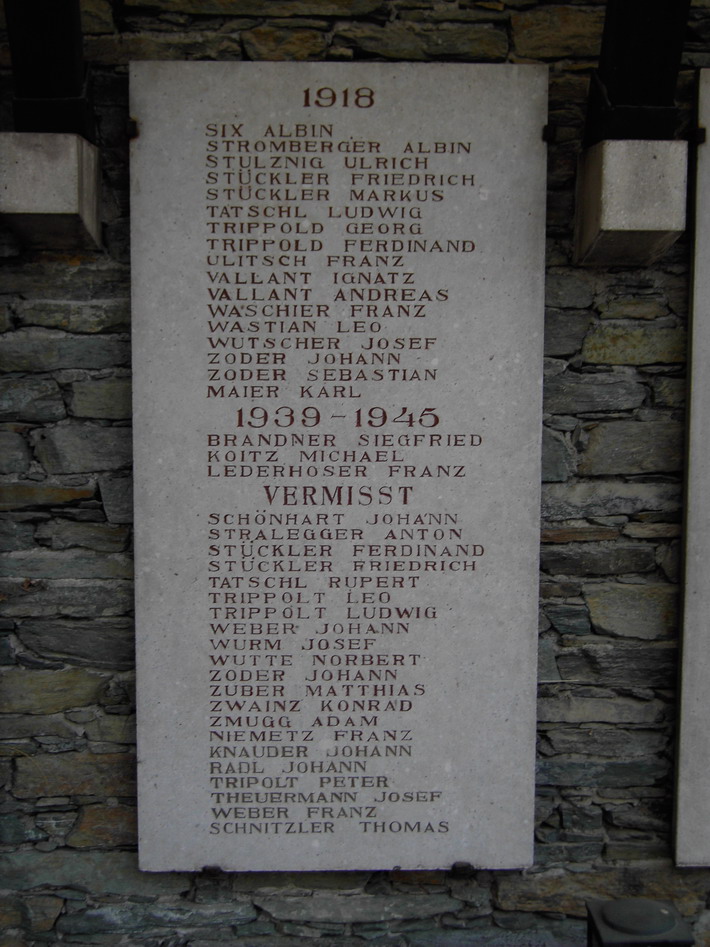 1918
SIX ALBIN
STROMBERGER ALBIN
STULZNIG ULRICH
STÜCKLER FRIEDRICH
STÜCKLER MARKUS
TATSCHL LUDWIG
TRIPPOLD GEORG
TRIPPOLD FERDINAND
ULITSCH FRANZ
VALLANT IGNATZ
VALLANT ANDREAS
WASCHIER FRANZ
WASTIAN LEO
WUTSCHER JOSEF
ZODER JOHANN
ZODER SEBASTIAN
MAIER KARL
1939-1945
BRANDNER SIEGFRIED
KOITZ MICHAEL
LEDERHOSER FRANZ
VERMISST
SCHÖNHART JOHANN
STRALEGGER ANTON
STÜCKLER FERDINAND
STÜCKLER FRIEDRICH
TATSCHL RUPERT
TRIPPOLT LEO
TRIPPOLT LUDWIG
WEBER JOHANN
WURM JOSEF
WUTTE NORBERT
ZODER JOHANN
ZUBER MATTHIAS
ZWAINZ KONRAD
ZMUGG ADAM
NIEMETZ FRANZ
KNAUDER JOHANN
RADL JOHANN
TRIPOLT PETER
THEUERMANN JOSEF
WEBER FRANZ
SCHNITZLER THOMAS